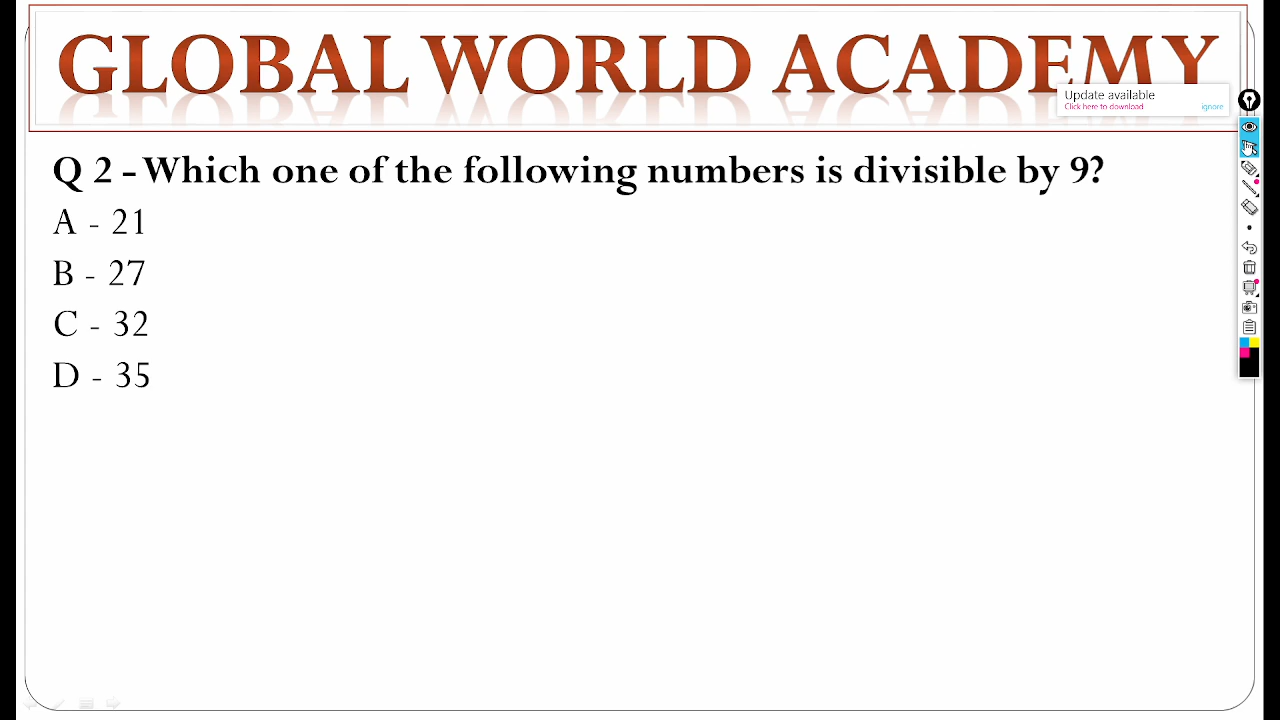 GLOBAL WORLD ACADEMY
Update available
Click here to download ignore
Q 2 - Which one of the following numbers is divisible by 9?
A - 21
B - 27
C - 32
D - 35